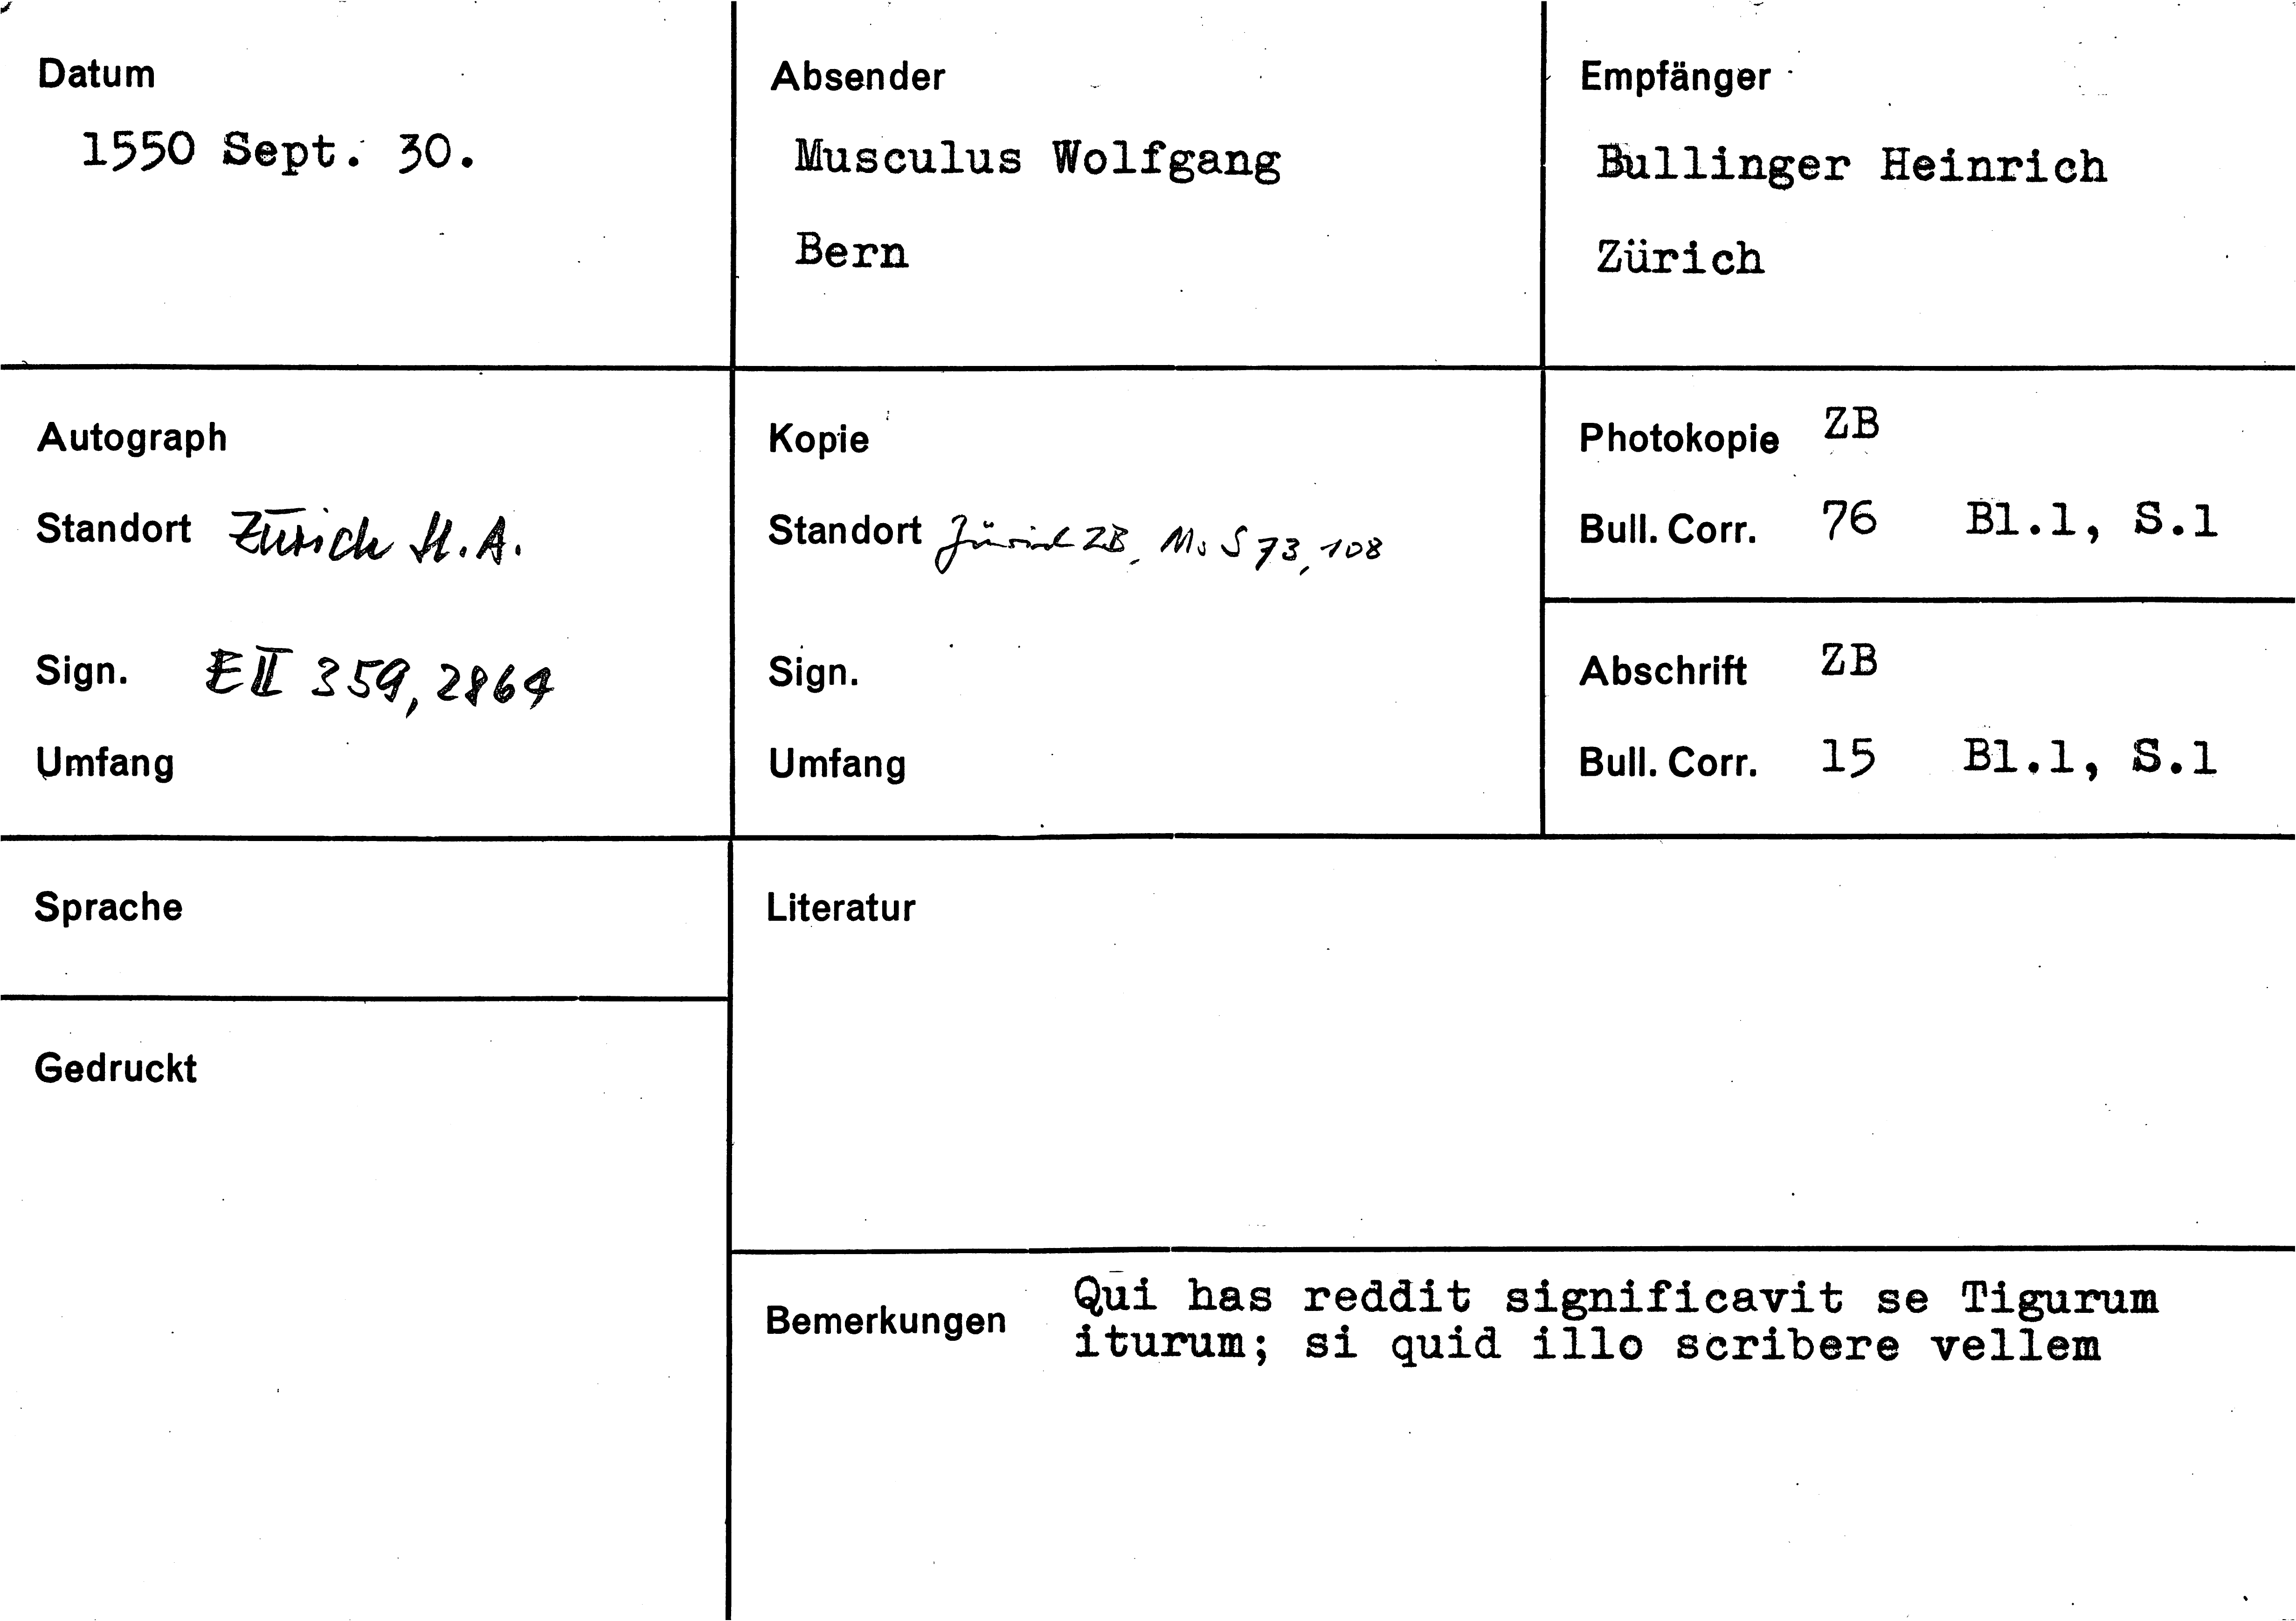 Datum
1550 Sept. 30.
Absender
Musculus Wolfgang
Bern
Empfänger
Bullinger Heinrich
Zürich
Autograph
Standort Zürich St.A.
Sign. E II 359, 2864
Umfang
Kopie
Standort Zürich ZB, Ms S 73, 108
Sign.
Umfang
Photokopie ZB
Bull. Corr. 76 Bl.1, S.1
Abschrift ZB
Bull. Corr. 15 Bl.1, S.1
Sprache
Gedruckt
Literatur
Bemerkungen Qui has reddit significavit se Tigurum
iturum; si quid illo scribere vellem